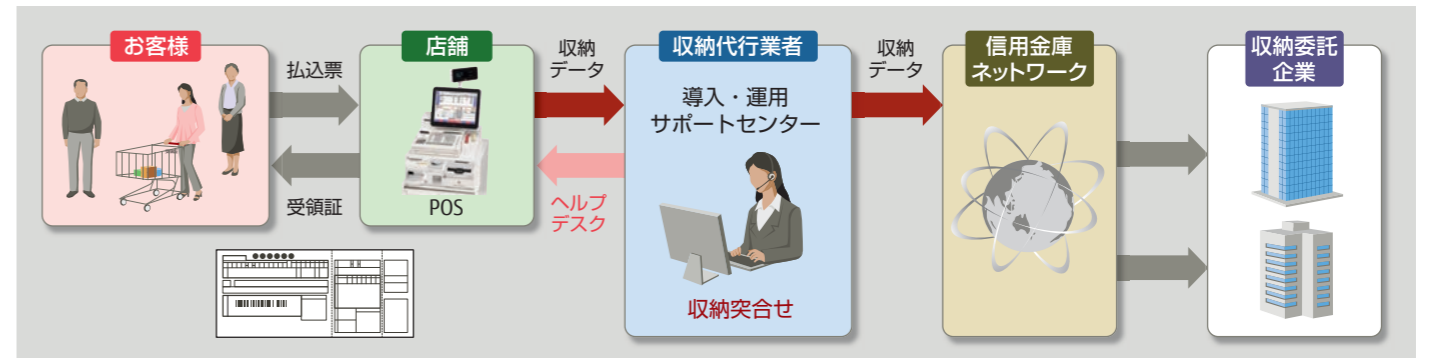 お客様
払込票
受領証
店舗
POS
収納
データ
ヘルプ
デスク
収納代行業者
導入・運用
サポートセンター
収納突合せ
収納
データ
信用金庫
ネットワーク
収納委託
企業